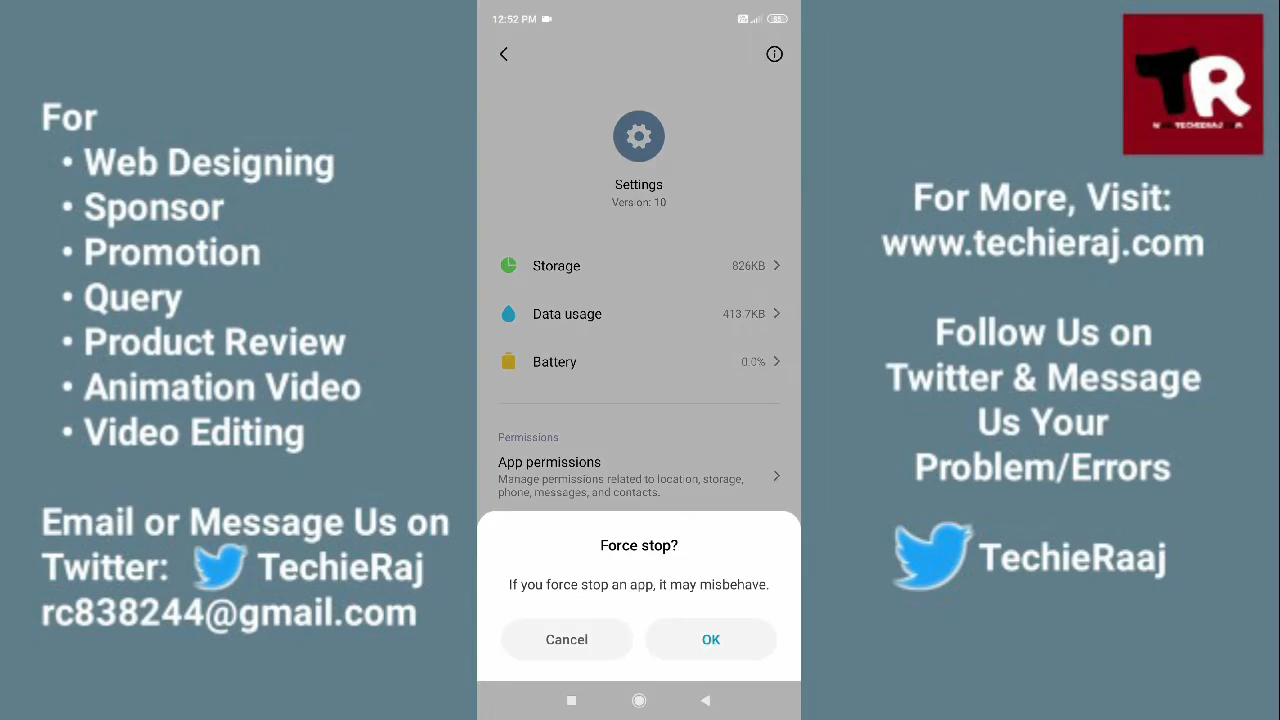 For
• Web Designing
• Sponsor
• Promotion
• Query
• Product Review
• Animation Video
• Video Editing
Email or Message Us on
Twitter: TechieRaj
rc838244@gmail.com
12:52 PM
85
Settings
Version: 10
Storage 826KB
Data usage 413.7KB
Battery 0.0%
Permissions
App permissions
Manage permissions related to location, storage,
phone, messages, and contacts.
Force stop?
If you force stop an app, it may misbehave.
Cancel OK
TR
For More, Visit:
www.techieraj.com
Follow Us on
Twitter & Message
Us Your
Problem/Errors
TechieRaaj